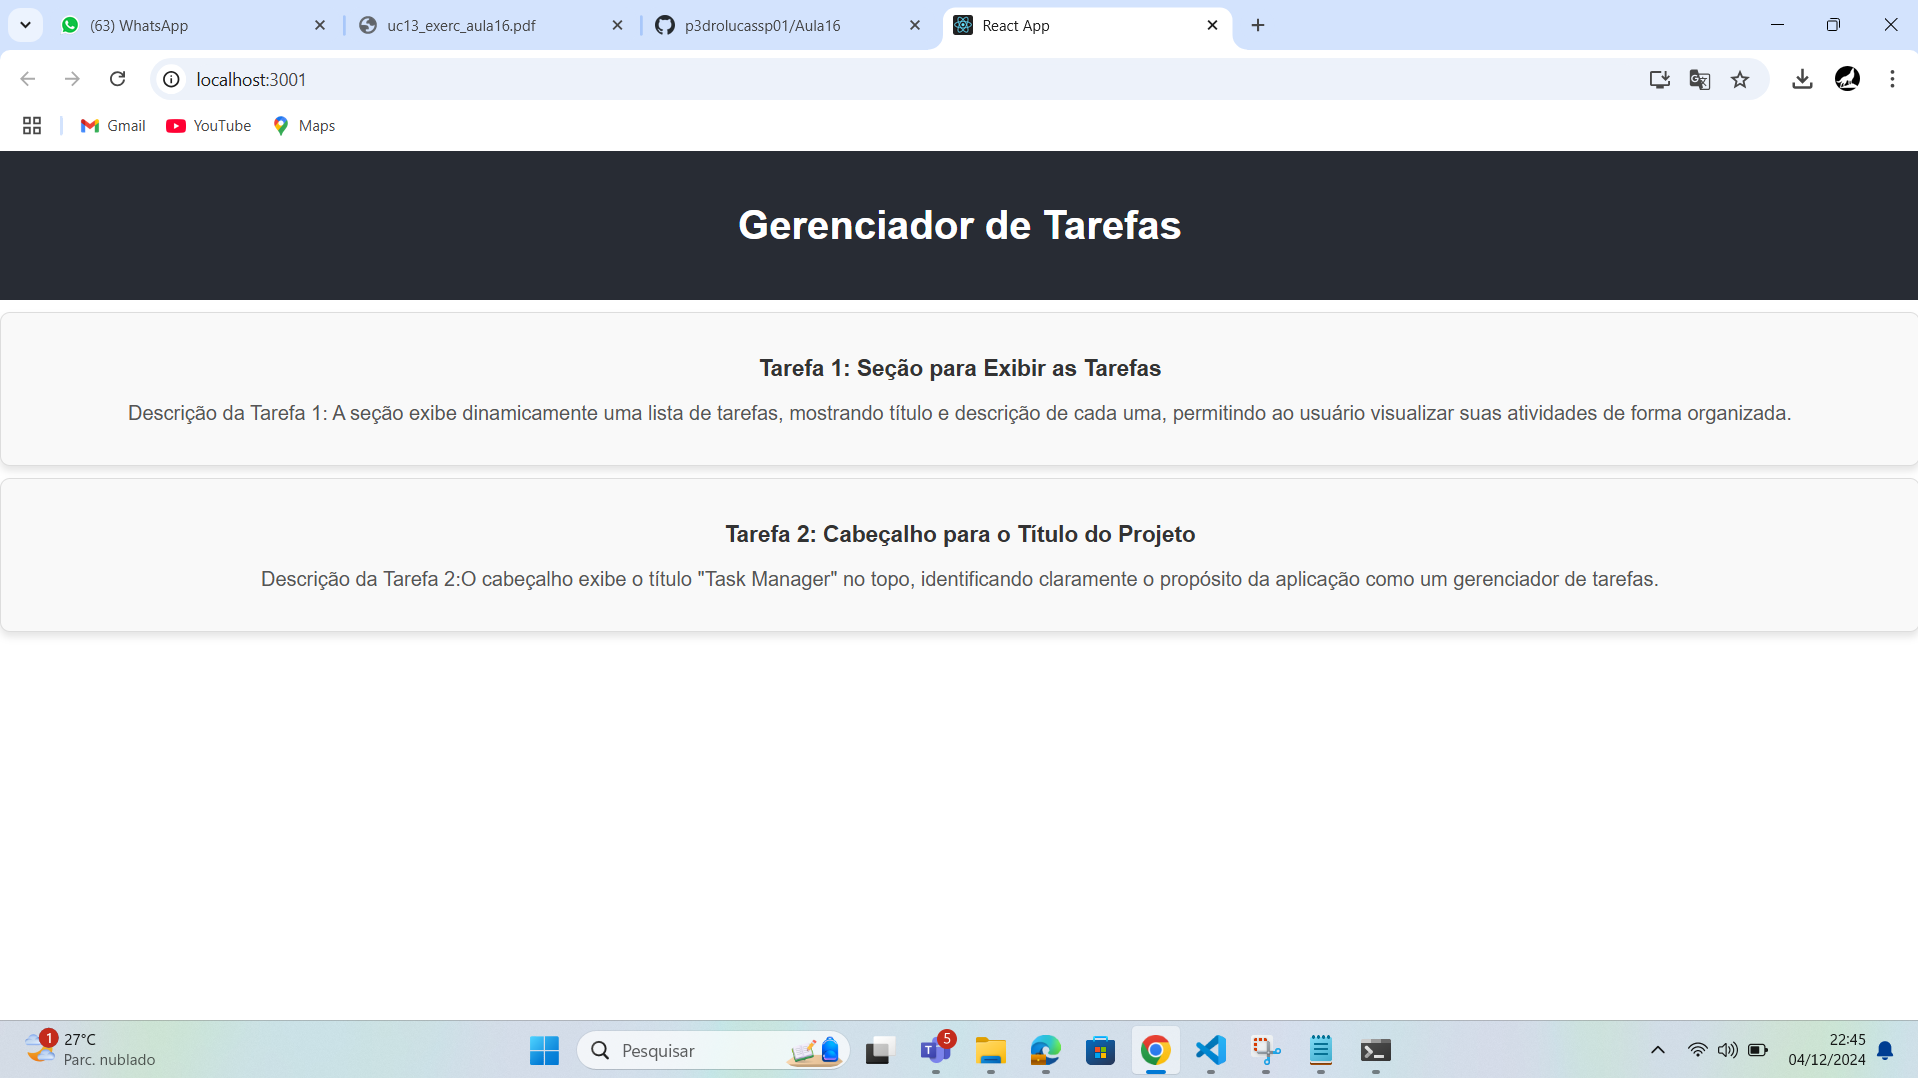 (63) WhatsApp
uc13_exerc_aula16.pdf
p3drolucassp01/Aula16
React App
localhost:3001
Gmail
YouTube
Maps
Gerenciador de Tarefas
Tarefa 1: Seção para Exibir as Tarefas
Descrição da Tarefa 1: A seção exibe dinamicamente uma lista de tarefas, mostrando título e descrição de cada uma, permitindo ao usuário visualizar suas atividades de forma organizada.
Tarefa 2: Cabeçalho para o Título do Projeto
Descrição da Tarefa 2:O cabeçalho exibe o título "Task Manager" no topo, identificando claramente o propósito da aplicação como um gerenciador de tarefas.
1
27°C
Parc. nublado
Pesquisar
5
22:45
04/12/2024